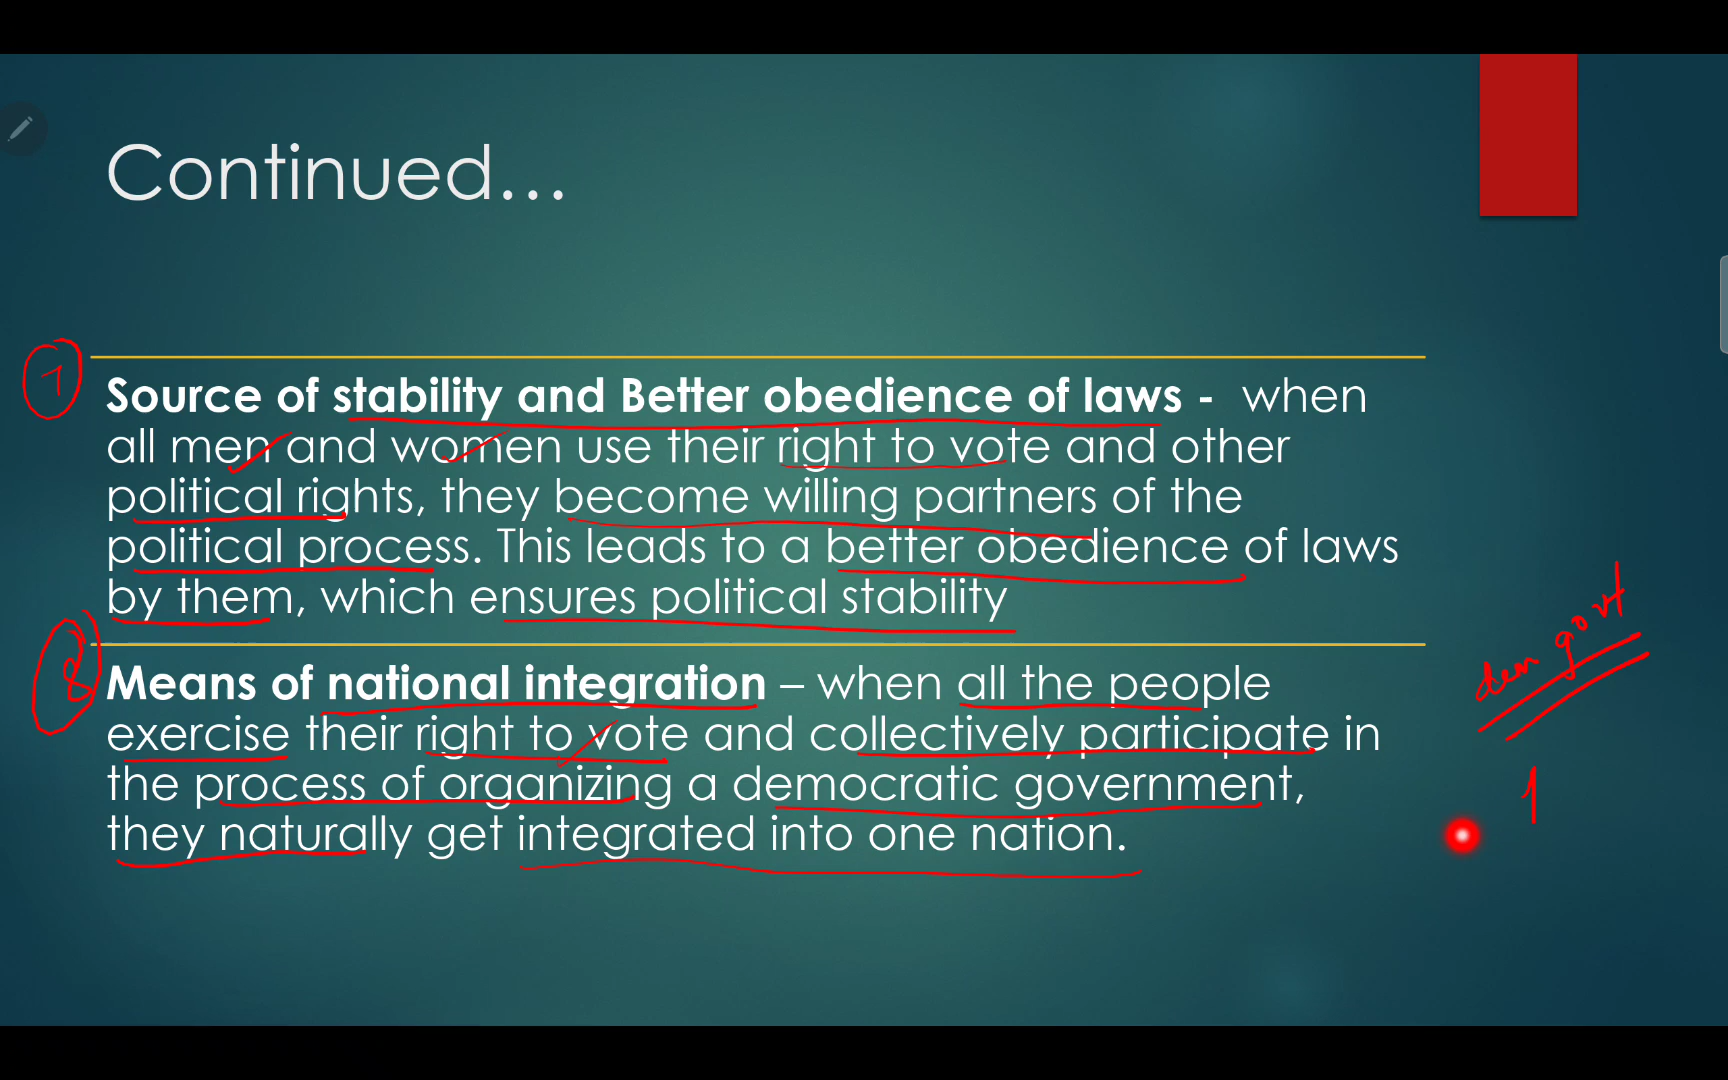 Continued...
7
Source of stability and Better obedience of laws - when
all men and women use their right to vote and other
political rights, they become willing partners of the
political process. This leads to a better obedience of laws
by them, which ensures political stability
8
Means of national integration – when all the people
exercise their right to vote and collectively participate in
the process of organizing a democratic government,
they naturally get integrated into one nation.
dem govt
1